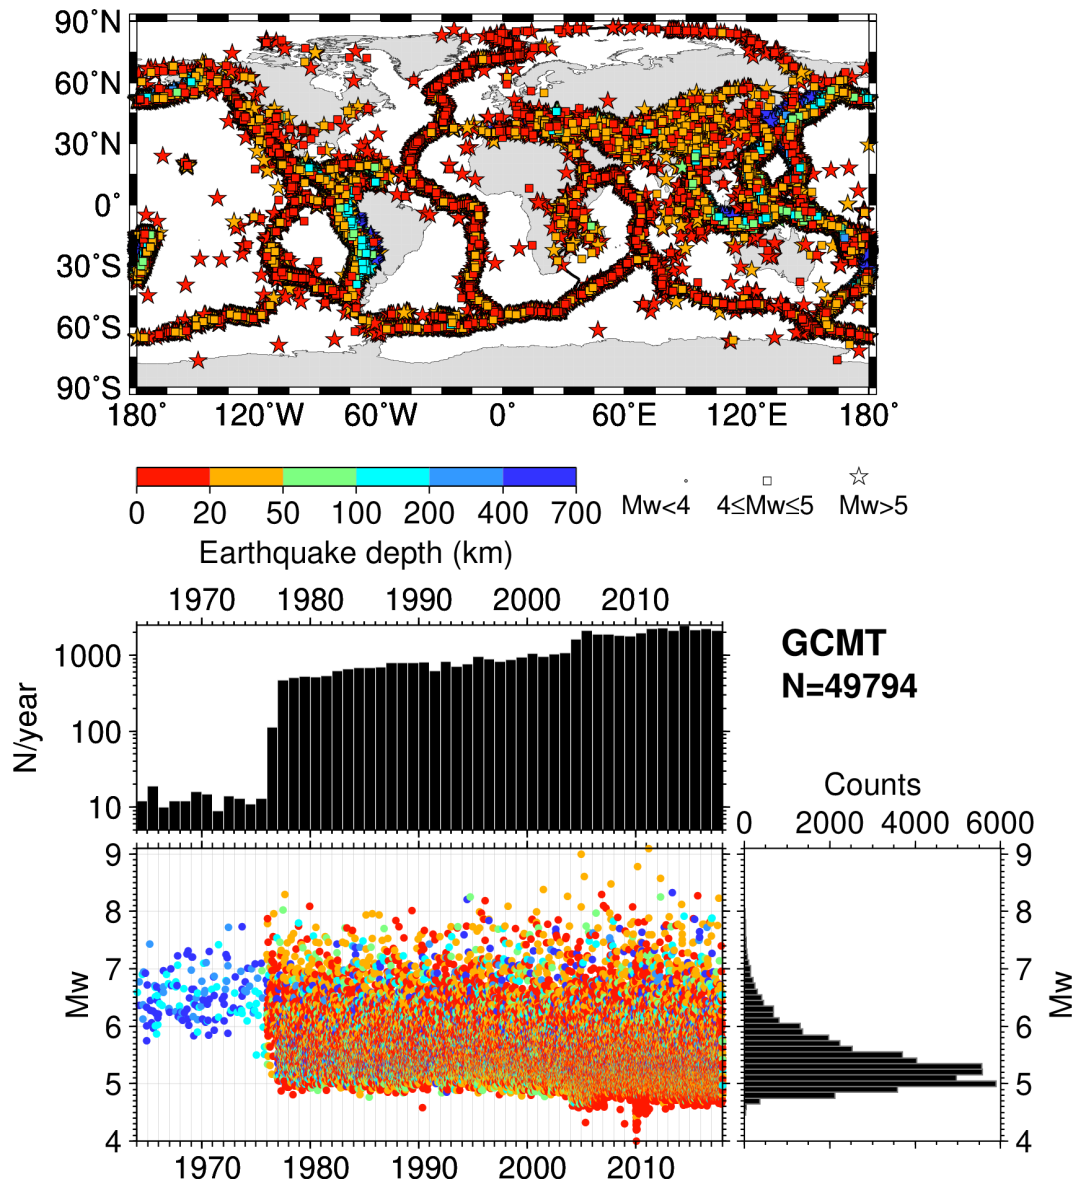 90˚N
60˚N
30˚N
0˚
30˚S
60˚S
90˚S
180˚ 120˚W 60˚W 0˚ 60˚E 120˚E 180˚
0 20 50 100 200 400 700
Earthquake depth (km)
Mw<4 4≤Mw≤5 Mw>5
1970 1980 1990 2000 2010
1000
100
10
N/year
GCMT
N=49794
Counts
0 2000 4000 6000
9
8
7
6
5
4
Mw
1970 1980 1990 2000 2010
9
8
7
6
5
4
Mw